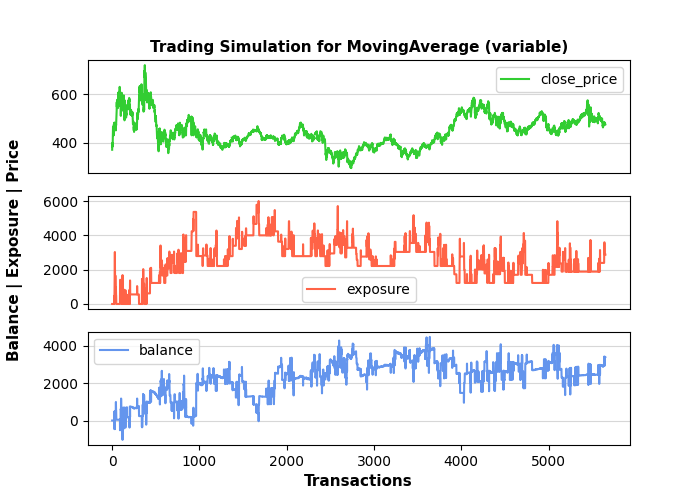 Trading Simulation for MovingAverage (variable)
close_price
600
400
6000
4000
2000
0
exposure
Balance | Exposure | Price
balance
4000
2000
0
0
1000
2000
3000
4000
5000
Transactions